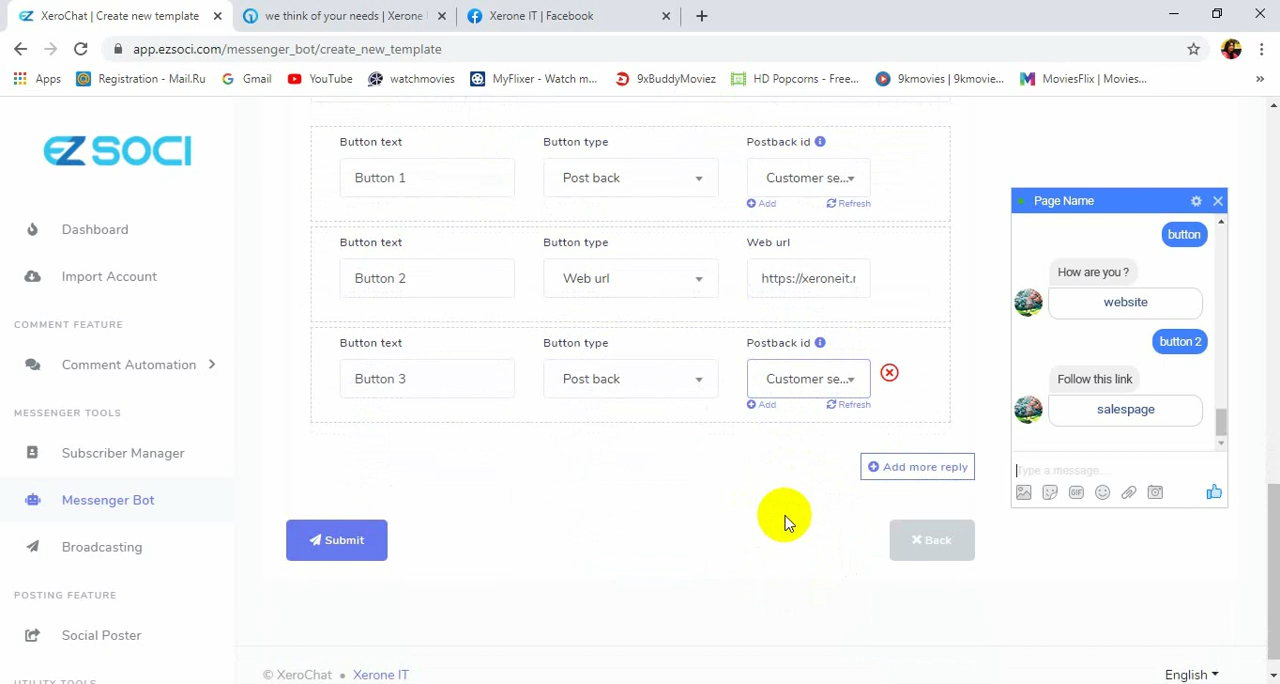 XeroChat | Create new template
we think of your needs | Xerone I
Xerone IT | Facebook
app.ezsoci.com/messenger_bot/create_new_template
Apps
Registration - Mail.Ru
Gmail
YouTube
watchmovies
MyFlixer - Watch m...
9xBuddyMoviez
HD Popcorns - Free...
9kmovies | 9kmovie...
MoviesFlix | Movies...
EZ SOCI
Dashboard
Import Account
COMMENT FEATURE
Comment Automation
MESSENGER TOOLS
Subscriber Manager
Messenger Bot
Broadcasting
POSTING FEATURE
Social Poster
UTILITY TOOLS
Button text
Button type
Postback id
Button 1
Post back
Customer se...
Add
Refresh
Button text
Button type
Web url
Button 2
Web url
https://xeroneit.r
Button text
Button type
Postback id
Button 3
Post back
Customer se...
Add
Refresh
Add more reply
Submit
Back
© XeroChat • Xerone IT
English
Page Name
button
How are you ?
website
button 2
Follow this link
salespage
Type a message...
GIF